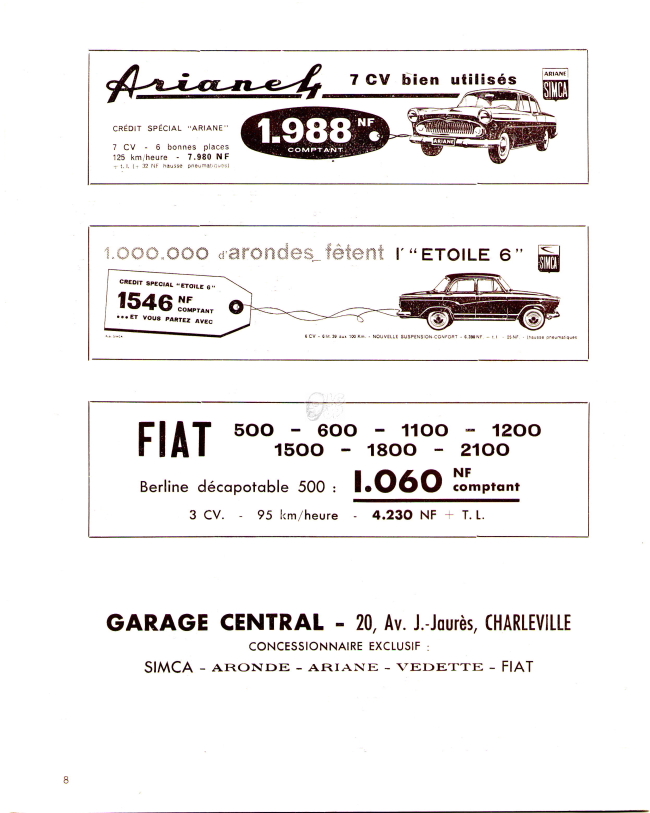 Ariane 4 7 CV bien utilisés
ARIANE
SIMCA
CRÉDIT SPÉCIAL "ARIANE"
1.988 NF
COMPTANT
7 CV - 6 bonnes places
125 km/heure - 7.980 NF
+ t.l. (+ 32 NF hausse pneumatiques)
ARIANE
1.000.000 d'arondes fêtent l'"ETOILE 6"
SIMCA
CREDIT SPECIAL "ETOILE 6"
1546 NF
COMPTANT
...ET VOUS PARTEZ AVEC
FIAT 500 - 600 - 1100 - 1200
1500 - 1800 - 2100
Berline décapotable 500 : 1.060 NF
comptant
3 CV. - 95 km/heure - 4.230 NF + T.L.
GARAGE CENTRAL - 20, Av. J.-Jaurès, CHARLEVILLE
CONCESSIONNAIRE EXCLUSIF :
SIMCA - ARONDE - ARIANE - VEDETTE - FIAT
8